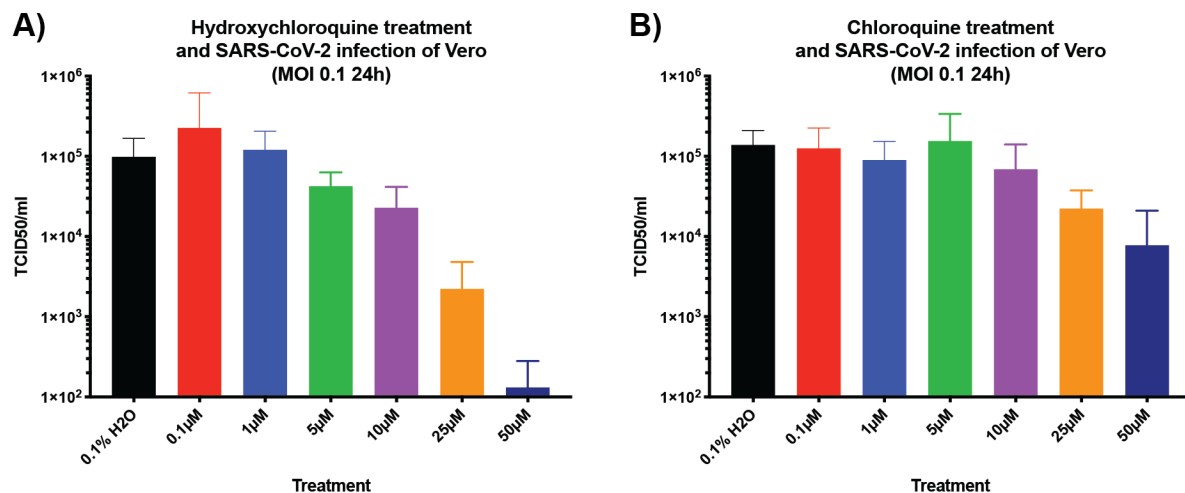 A)
Hydroxychloroquine treatment
and SARS-CoV-2 infection of Vero
(MOI 0.1 24h)
1×10⁶
1×10⁵
1×10⁴
1×10³
1×10²
TCID50/ml
0.1% H2O
0.1μM
1μM
5μM
10μM
25μM
50μM
Treatment
B)
Chloroquine treatment
and SARS-CoV-2 infection of Vero
(MOI 0.1 24h)
1×10⁶
1×10⁵
1×10⁴
1×10³
1×10²
TCID50/ml
0.1% H2O
0.1μM
1μM
5μM
10μM
25μM
50μM
Treatment